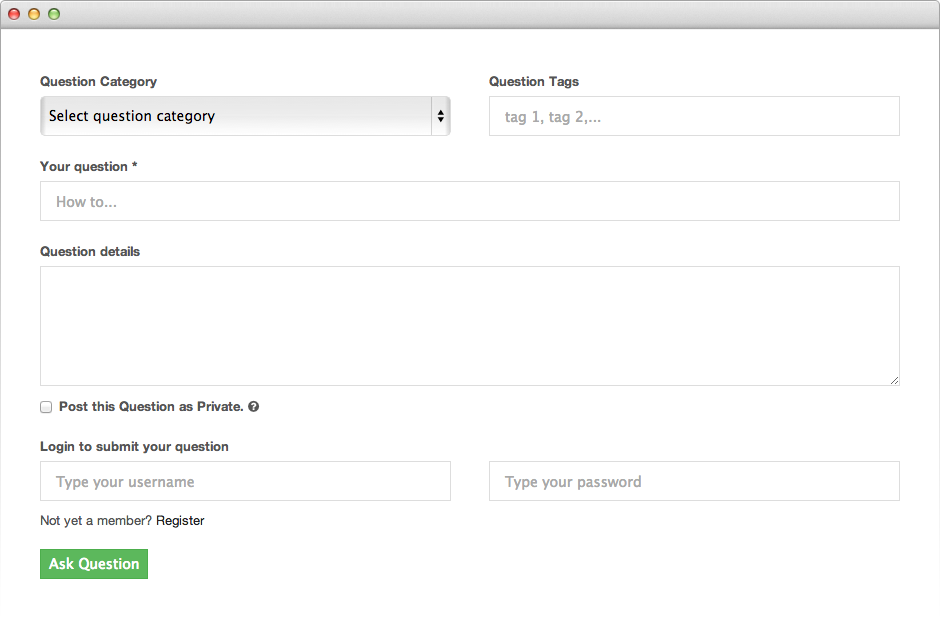 Question Category
Question Tags
Select question category
tag 1, tag 2,...
Your question *
How to...
Question details
Post this Question as Private. ?
Login to submit your question
Type your username
Type your password
Not yet a member? Register
Ask Question